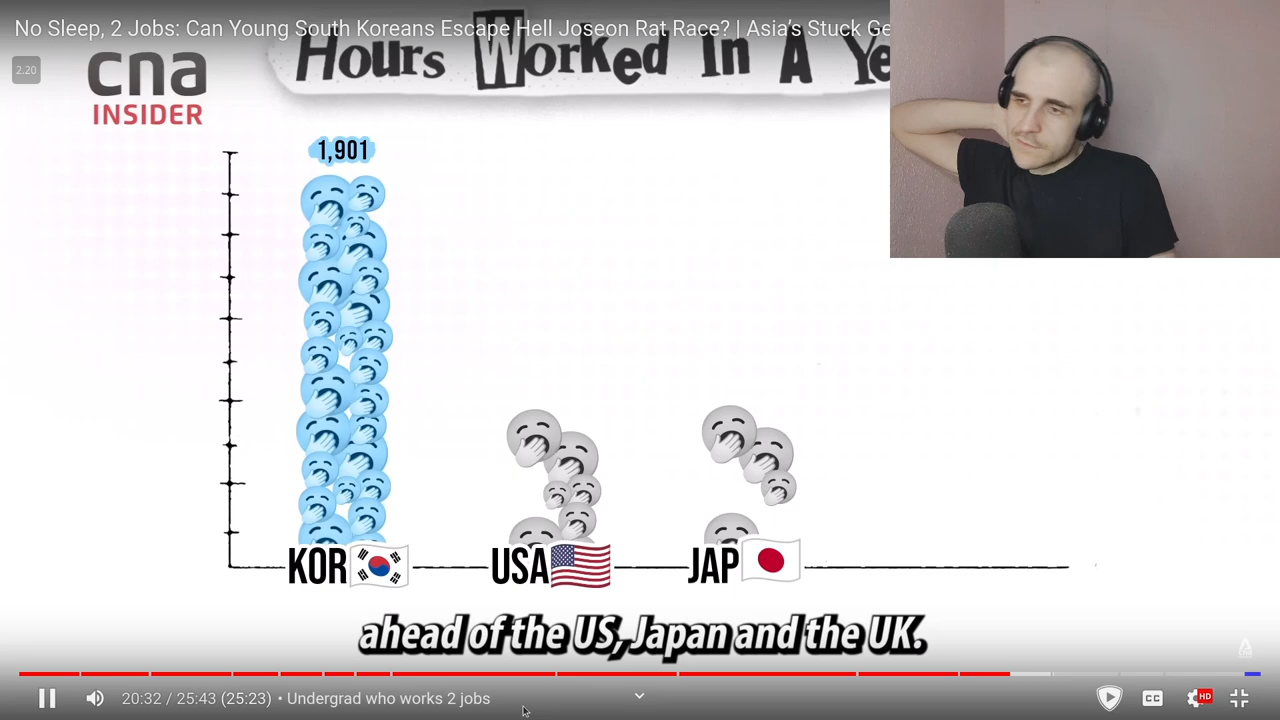 No Sleep, 2 Jobs: Can Young South Koreans Escape Hell Joseon Rat Race? | Asia's Stuck Ge
Hours Worked In A Ye
2.20
cna
INSIDER
1,901
KOR
USA
JAP
ahead of the US, Japan and the UK.
20:32 / 25:43 (25:23) • Undergrad who works 2 jobs
CC
HD